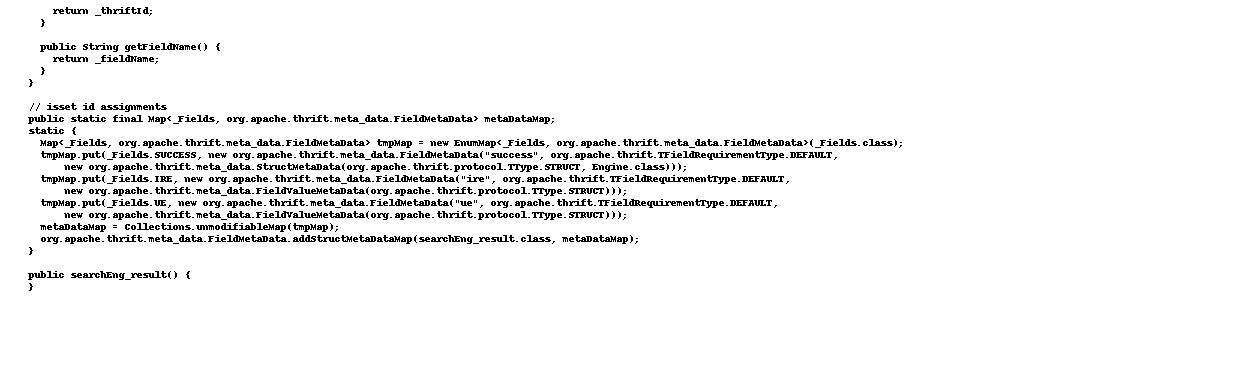 return _thriftId;
}
public String getFieldName() {
return _fieldName;
}
}
// isset id assignments
public static final Map<_Fields, org.apache.thrift.meta_data.FieldMetaData> metaDataMap;
static {
Map<_Fields, org.apache.thrift.meta_data.FieldMetaData> tmpMap = new EnumMap<_Fields, org.apache.thrift.meta_data.FieldMetaData>(_Fields.class);
tmpMap.put(_Fields.SUCCESS, new org.apache.thrift.meta_data.FieldMetaData("success", org.apache.thrift.TFieldRequirementType.DEFAULT,
new org.apache.thrift.meta_data.StructMetaData(org.apache.thrift.protocol.TType.STRUCT, Engine.class)));
tmpMap.put(_Fields.IRE, new org.apache.thrift.meta_data.FieldMetaData("ire", org.apache.thrift.TFieldRequirementType.DEFAULT,
new org.apache.thrift.meta_data.FieldValueMetaData(org.apache.thrift.protocol.TType.STRUCT)));
tmpMap.put(_Fields.UE, new org.apache.thrift.meta_data.FieldMetaData("ue", org.apache.thrift.TFieldRequirementType.DEFAULT,
new org.apache.thrift.meta_data.FieldValueMetaData(org.apache.thrift.protocol.TType.STRUCT)));
metaDataMap = Collections.unmodifiableMap(tmpMap);
org.apache.thrift.meta_data.FieldMetaData.addStructMetaDataMap(searchEng_result.class, metaDataMap);
}
public searchEng_result() {
}